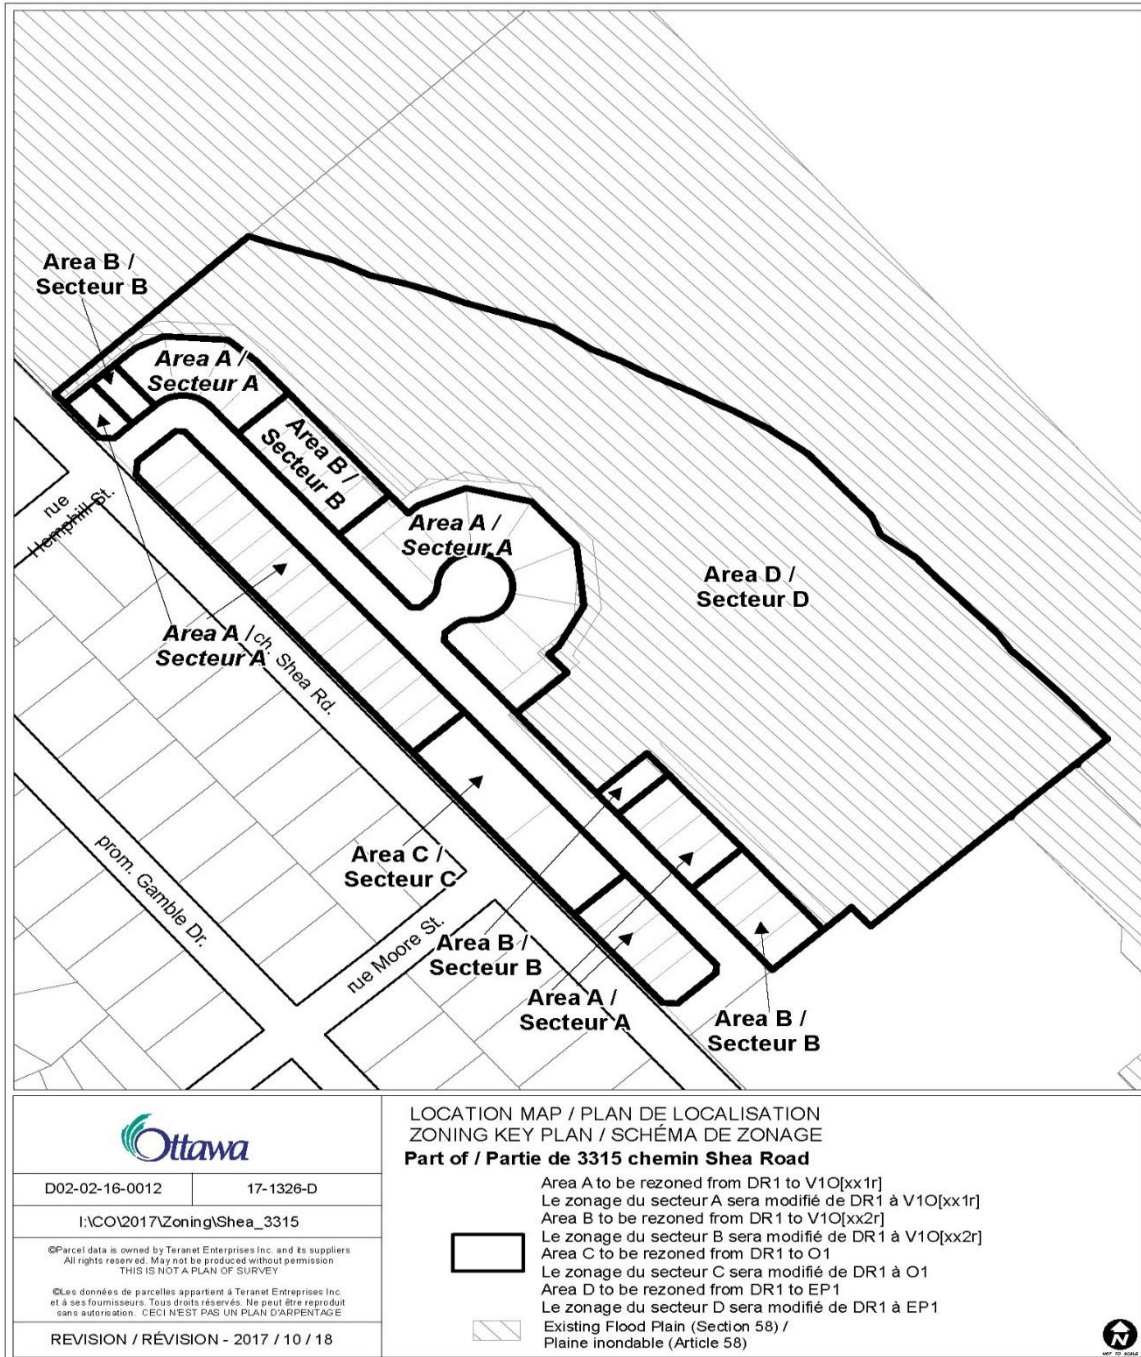 Area B /
Secteur B
Area A /
Secteur A
Area B /
Secteur B
Area A /
Secteur A
rue
Hemphill St.
Area D /
Secteur D
Area A /
Secteur A
ch. Shea Rd.
Area C /
Secteur C
prom. Gamble Dr.
rue Moore St.
Area B /
Secteur B
Area A /
Secteur A
Area B /
Secteur B
Ottawa
D02-02-16-0012
17-1326-D
I:\CO\2017\Zoning\Shea_3315
©Parcel data is owned by Teranet Enterprises Inc. and its suppliers
All rights reserved. May not be produced without permission
THIS IS NOT A PLAN OF SURVEY
©Les données de parcelles appartient à Teranet Enterprises Inc.
et à ses fournisseurs. Tous droits réservés. Ne peut être reproduit
sans autorisation. CECI N'EST PAS UN PLAN D'ARPENTAGE
REVISION / RÉVISION - 2017 / 10 / 18
LOCATION MAP / PLAN DE LOCALISATION
ZONING KEY PLAN / SCHÉMA DE ZONAGE
Part of / Partie de 3315 chemin Shea Road
Area A to be rezoned from DR1 to V1O[xx1r]
Le zonage du secteur A sera modifié de DR1 à V1O[xx1r]
Area B to be rezoned from DR1 to V1O[xx2r]
Le zonage du secteur B sera modifié de DR1 à V1O[xx2r]
Area C to be rezoned from DR1 to O1
Le zonage du secteur C sera modifié de DR1 à O1
Area D to be rezoned from DR1 to EP1
Le zonage du secteur D sera modifié de DR1 à EP1
Existing Flood Plain (Section 58) /
Plaine inondable (Article 58)
N
NOT TO SCALE